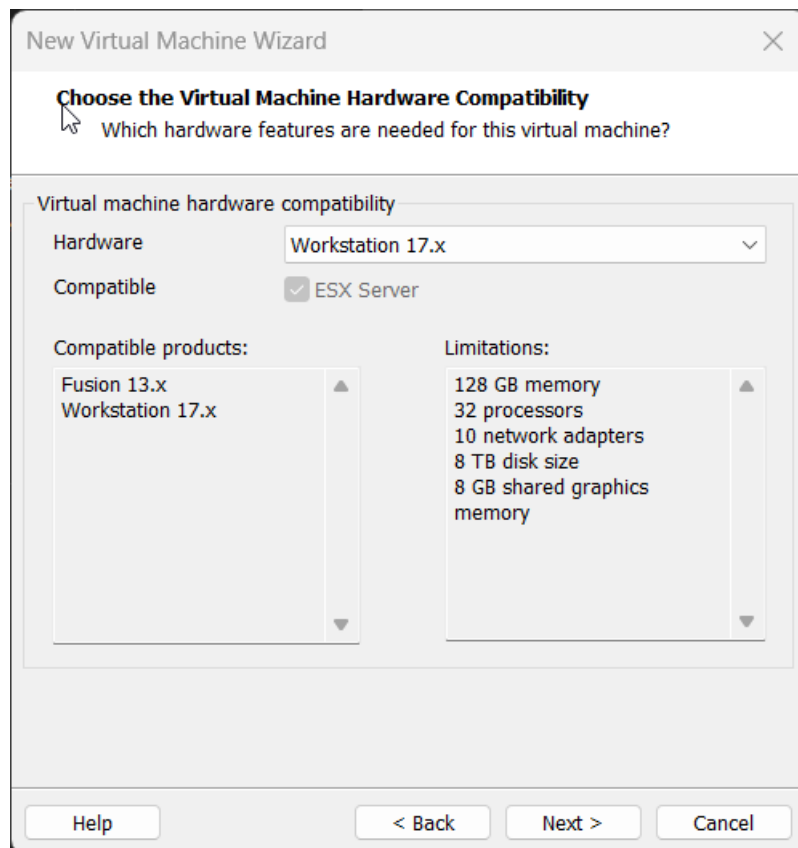 New Virtual Machine Wizard
Choose the Virtual Machine Hardware Compatibility
Which hardware features are needed for this virtual machine?
Virtual machine hardware compatibility
Hardware
Workstation 17.x
Compatible
ESX Server
Compatible products:
Fusion 13.x
Workstation 17.x
Limitations:
128 GB memory
32 processors
10 network adapters
8 TB disk size
8 GB shared graphics
memory
Help
< Back
Next >
Cancel